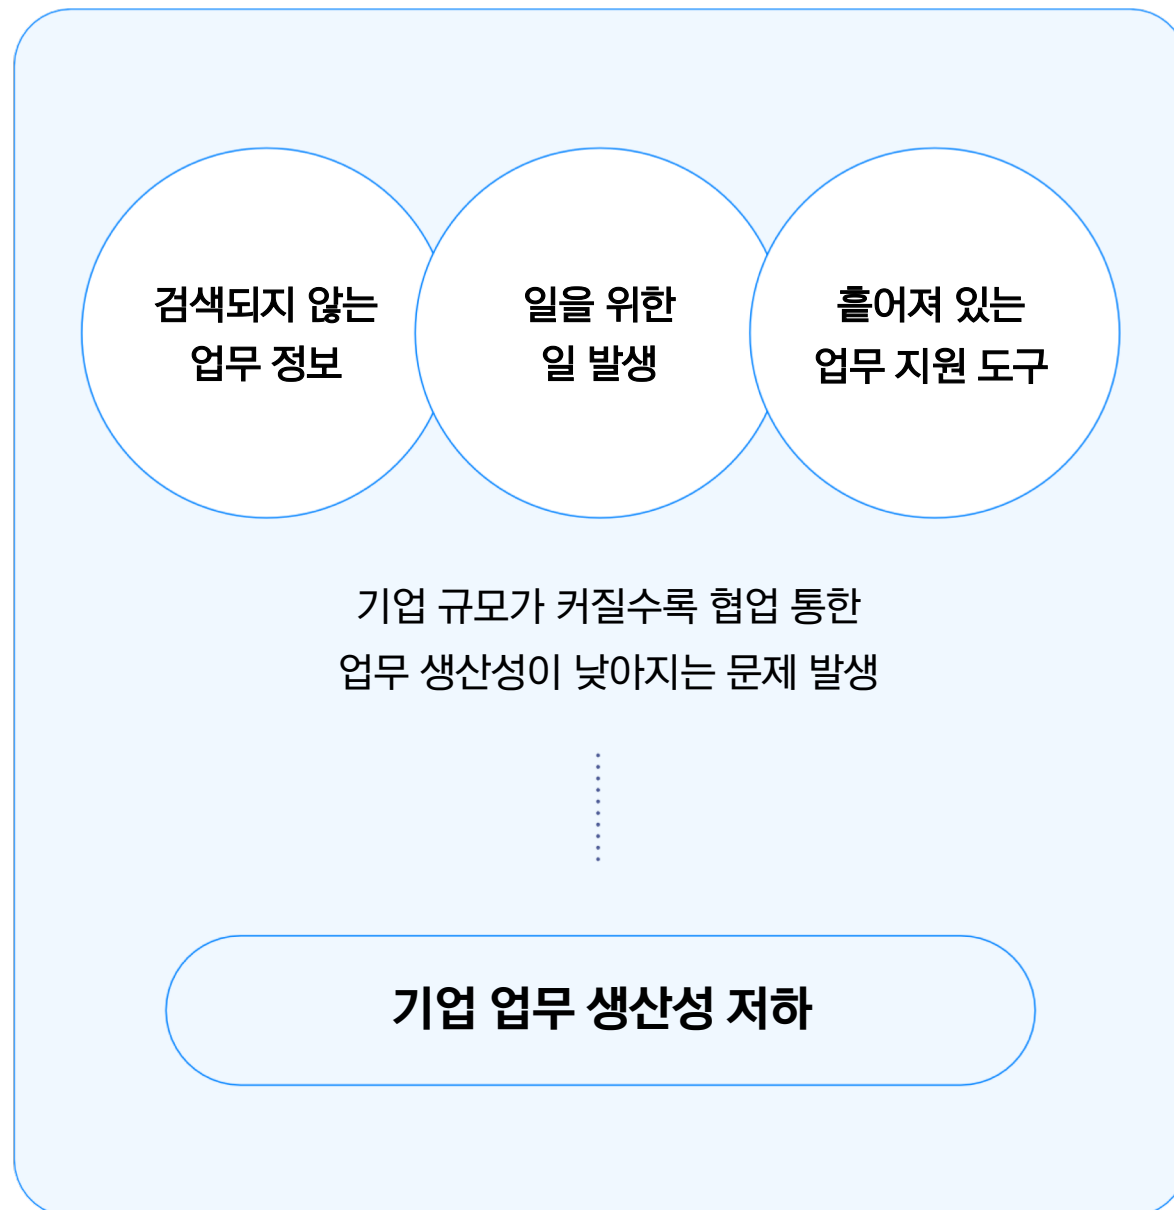 검색되지 않는
업무 정보
일을 위한
일 발생
흩어져 있는
업무 지원 도구
기업 규모가 커질수록 협업 통한
업무 생산성이 낮아지는 문제 발생
기업 업무 생산성 저하